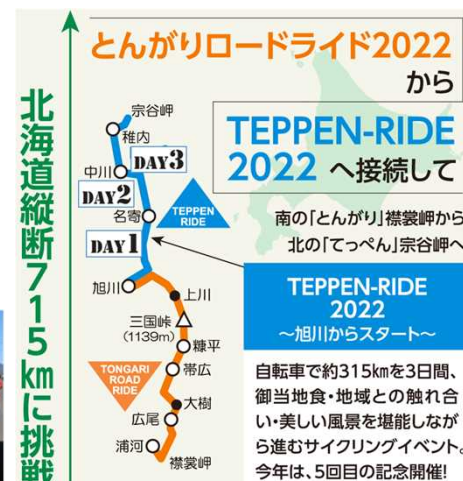 北海道縦断715kmに挑戦
とんがりロードライド2022
から
TEPPEN-RIDE
2022 へ接続して
南の「とんがり」襟裳岬から
北の「てっぺん」宗谷岬へ
宗谷岬
稚内
DAY3
中川
DAY2
名寄
TEPPEN
RIDE
DAY1
旭川
上川
三国峠
(1139m)
糠平
TONGARI
ROAD
RIDE
帯広
大樹
広尾
浦河
襟裳岬
TEPPEN-RIDE
2022
～旭川からスタート～
自転車で約315kmを3日間、
御当地食・地域との触れ合
い・美しい風景を堪能しなが
ら進むサイクリングイベント。
今年は、5回目の記念開催!